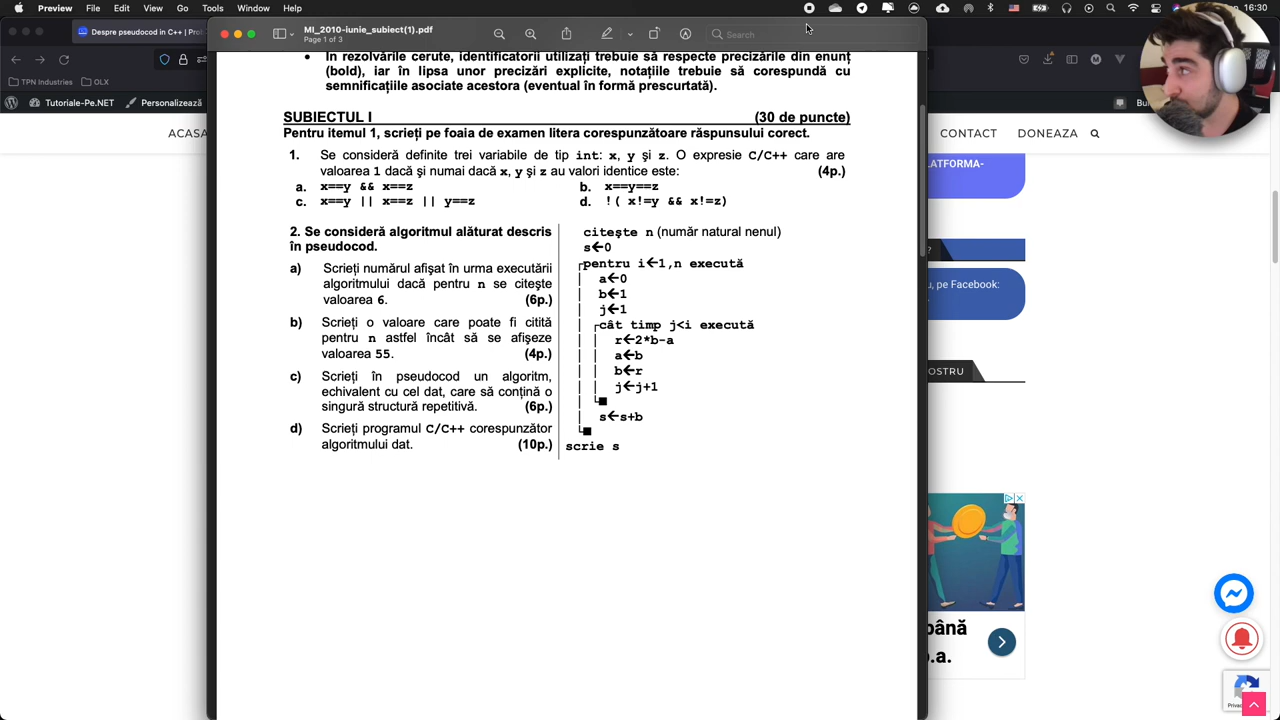 Despre pseudocod in C++ | Prob
MI_2010-iunie_subiect(1).pdf
Page 1 of 3
Search
TPN Industries
OLX
Tutoriale-Pe.NET
Personalizează
Bu
ACASA
CONTACT
DONEAZA
• În rezolvările cerute, identificatorii utilizați trebuie să respecte precizările din enunț
(bold), iar în lipsa unor precizări explicite, notațiile trebuie să corespundă cu
semnificațiile asociate acestora (eventual în formă prescurtată).
SUBIECTUL I (30 de puncte)
Pentru itemul 1, scrieți pe foaia de examen litera corespunzătoare răspunsului corect.
1. Se consideră definite trei variabile de tip int: x, y și z. O expresie C/C++ care are
valoarea 1 dacă și numai dacă x, y și z au valori identice este: (4p.)
a. x==y && x==z b. x==y==z
c. x==y || x==z || y==z d. !( x!=y && x!=z)
2. Se consideră algoritmul alăturat descris
în pseudocod.
a) Scrieți numărul afișat în urma executării
algoritmului dacă pentru n se citește
valoarea 6. (6p.)
b) Scrieți o valoare care poate fi citită
pentru n astfel încât să se afișeze
valoarea 55. (4p.)
c) Scrieți în pseudocod un algoritm,
echivalent cu cel dat, care să conțină o
singură structură repetitivă. (6p.)
d) Scrieți programul C/C++ corespunzător
algoritmului dat. (10p.)
citește n (număr natural nenul)
s←0
┌pentru i←1,n execută
│ a←0
│ b←1
│ j←1
│ ┌cât timp j<i execută
│ │ r←2*b-a
│ │ a←b
│ │ b←r
│ │ j←j+1
│ └■
│ s←s+b
└■
scrie s
LATFORMA-
?
u, pe Facebook:
OSTRU
până
p.a.